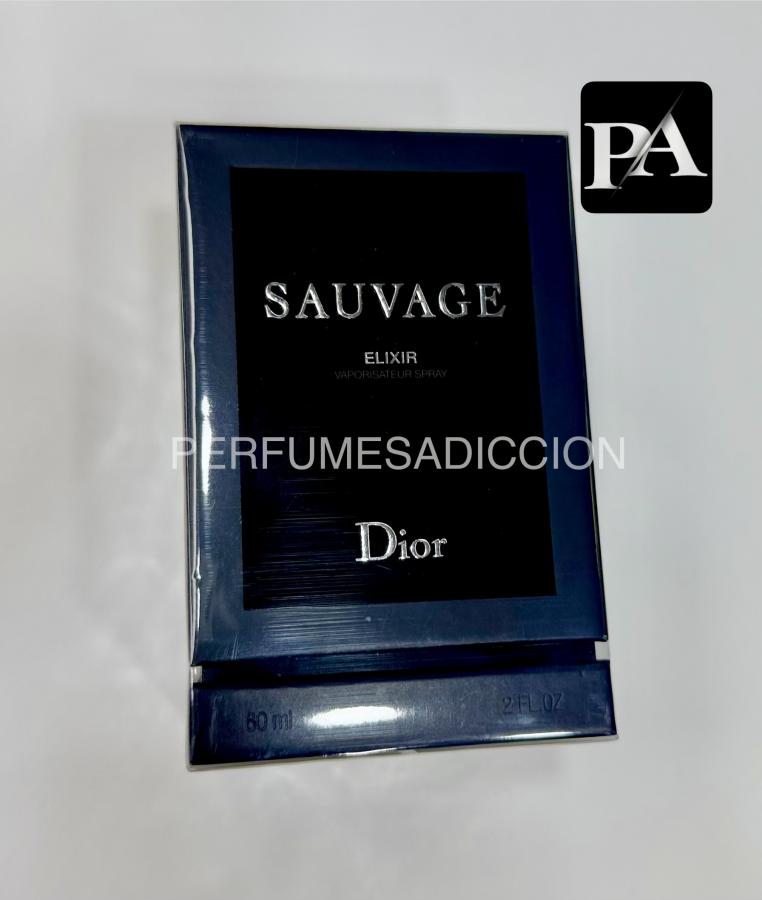 PA
SAUVAGE
ELIXIR
VAPORISATEUR SPRAY
PERFUMESADICCION
Dior
60 ml 2 FL.OZ